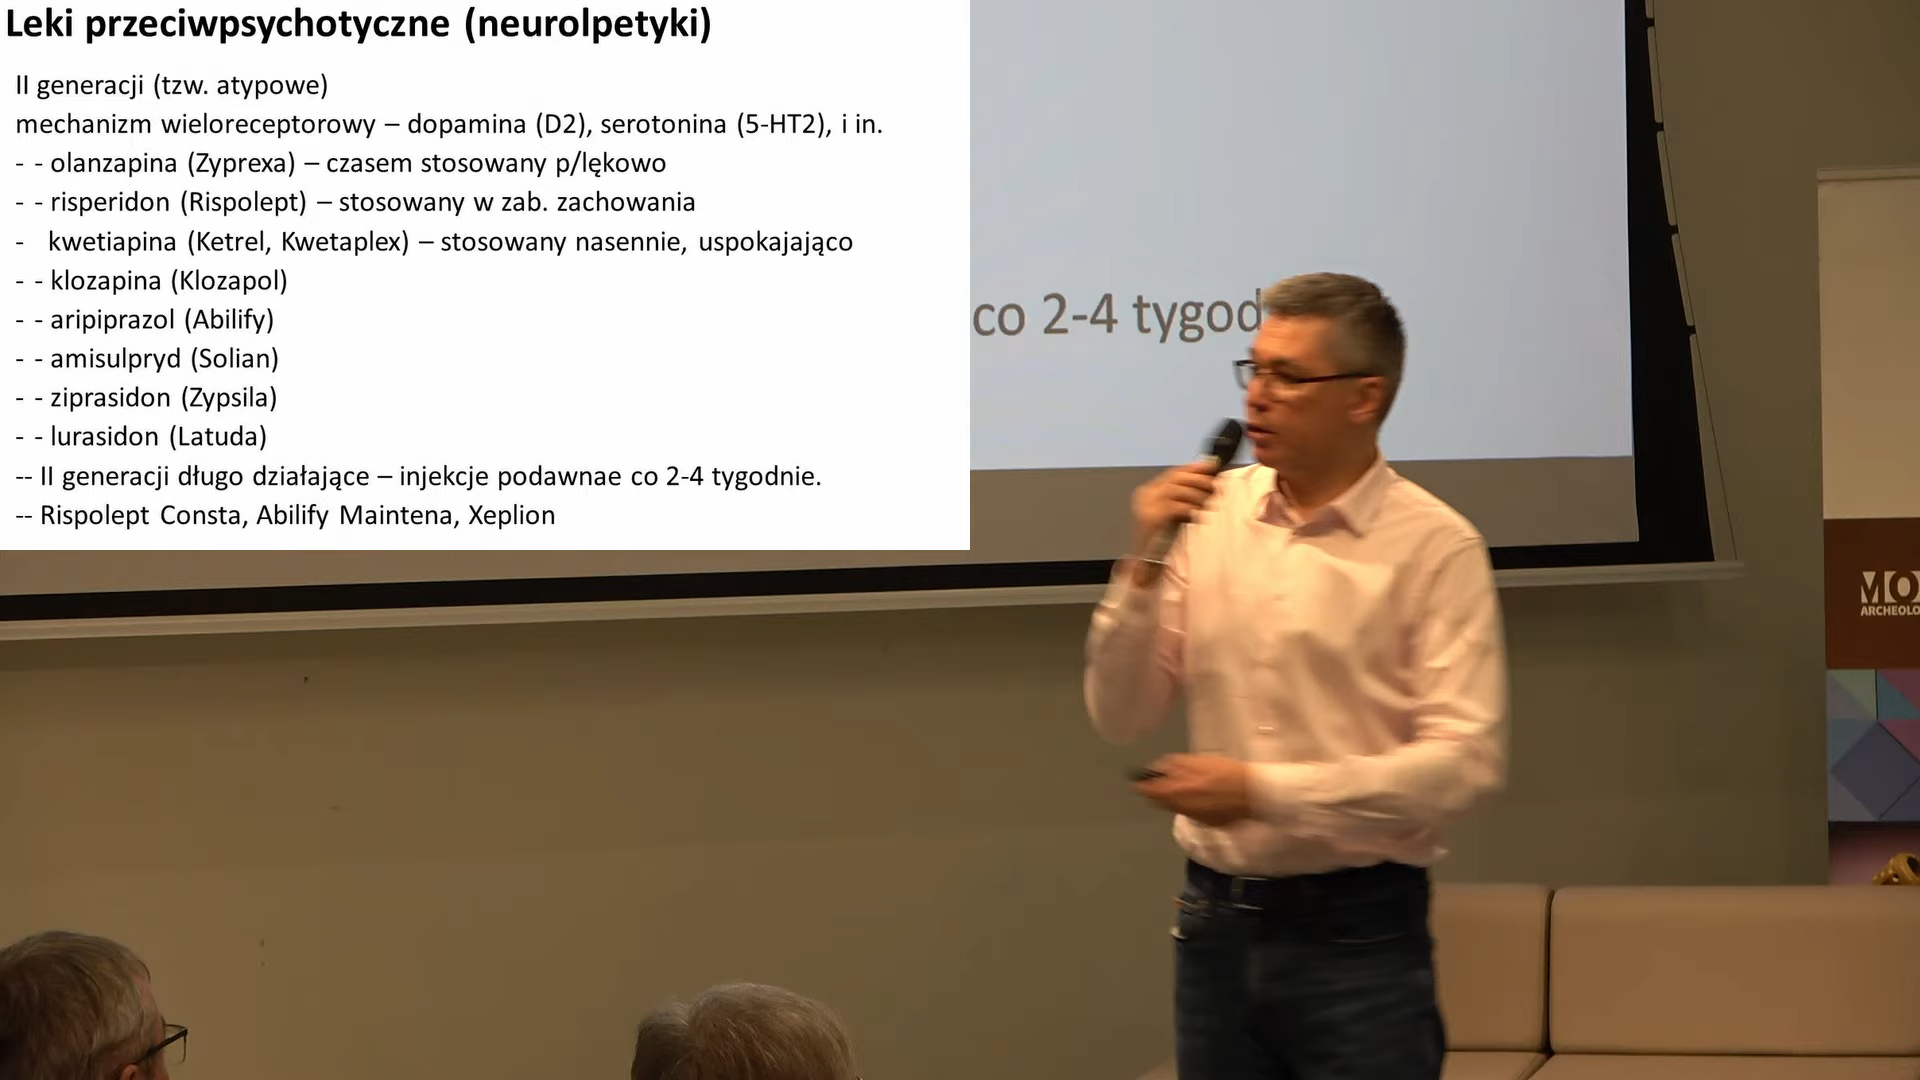 Leki przeciwpsychotyczne (neurolpetyki)
II generacji (tzw. atypowe)
mechanizm wieloreceptorowy – dopamina (D2), serotonina (5-HT2), i in.
- - olanzapina (Zyprexa) – czasem stosowany p/lękowo
- - risperidon (Rispolept) – stosowany w zab. zachowania
- kwetiapina (Ketrel, Kwetaplex) – stosowany nasennie, uspokajająco
- - klozapina (Klozapol)
- - aripiprazol (Abilify)
- - amisulpryd (Solian)
- - ziprasidon (Zypsila)
- - lurasidon (Latuda)
-- II generacji długo działające – injekcje podawnae co 2-4 tygodnie.
-- Rispolept Consta, Abilify Maintena, Xeplion
co 2-4 tygod
MO
ARCHEOLO